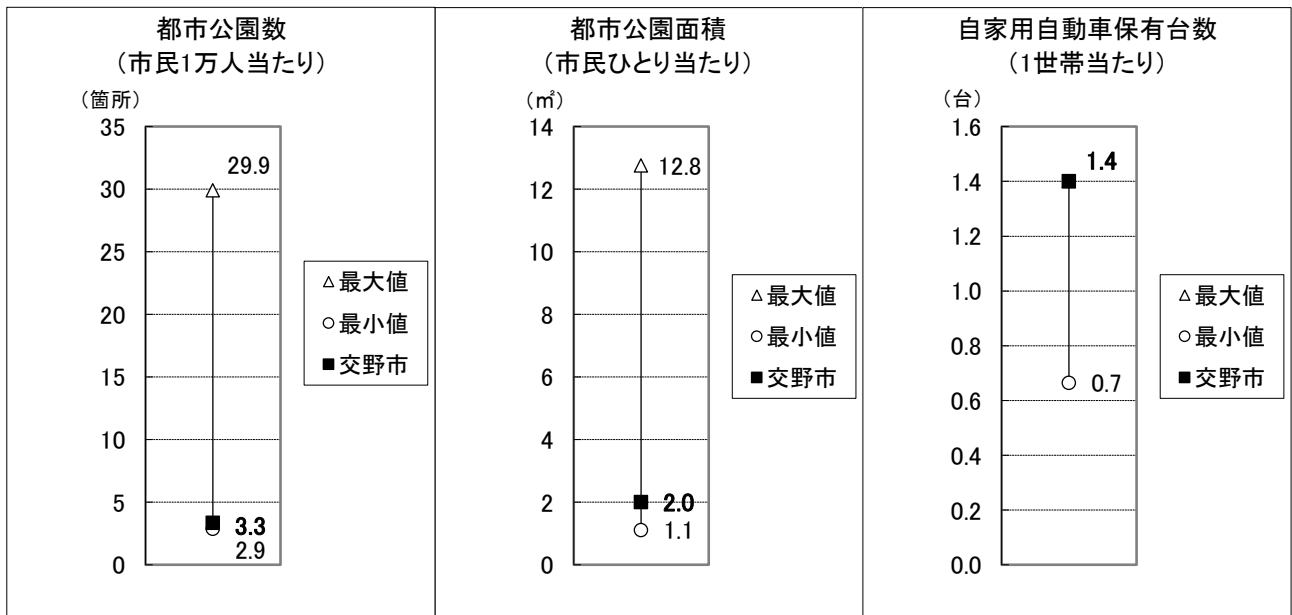 都市公園数
（市民1万人当たり）
（箇所）
35
30
25
20
15
10
5
0
29.9
3.3
2.9
△最大値
○最小値
■交野市
都市公園面積
（市民ひとり当たり）
（㎡）
14
12
10
8
6
4
2
0
12.8
2.0
1.1
△最大値
○最小値
■交野市
自家用自動車保有台数
（1世帯当たり）
（台）
1.6
1.4
1.2
1.0
0.8
0.6
0.4
0.2
0.0
1.4
0.7
△最大値
○最小値
■交野市